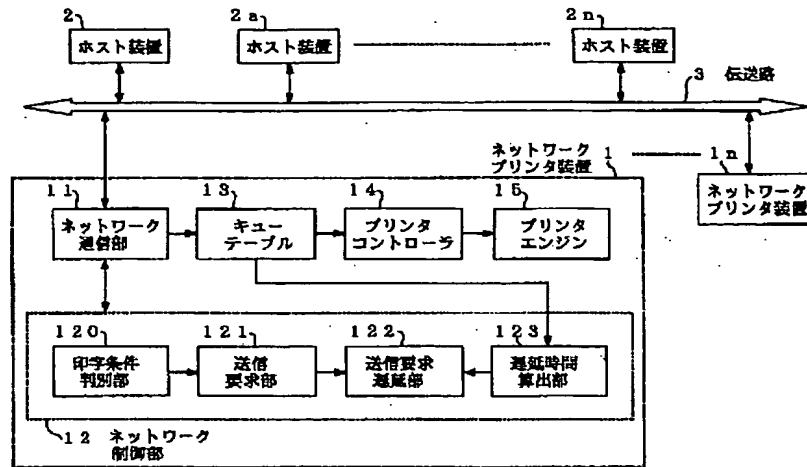 2
2a
2n
ホスト装置
ホスト装置
ホスト装置
3 伝送路
ネットワーク
プリンタ装置
1
1n
ネットワーク
プリンタ装置
11
13
14
15
ネットワーク
通信部
キュー
テーブル
プリンタ
コントローラ
プリンタ
エンジン
120
121
122
123
印字条件
判別部
送信
要求部
送信要求
遅延部
遅延時間
算出部
12 ネットワーク
制御部